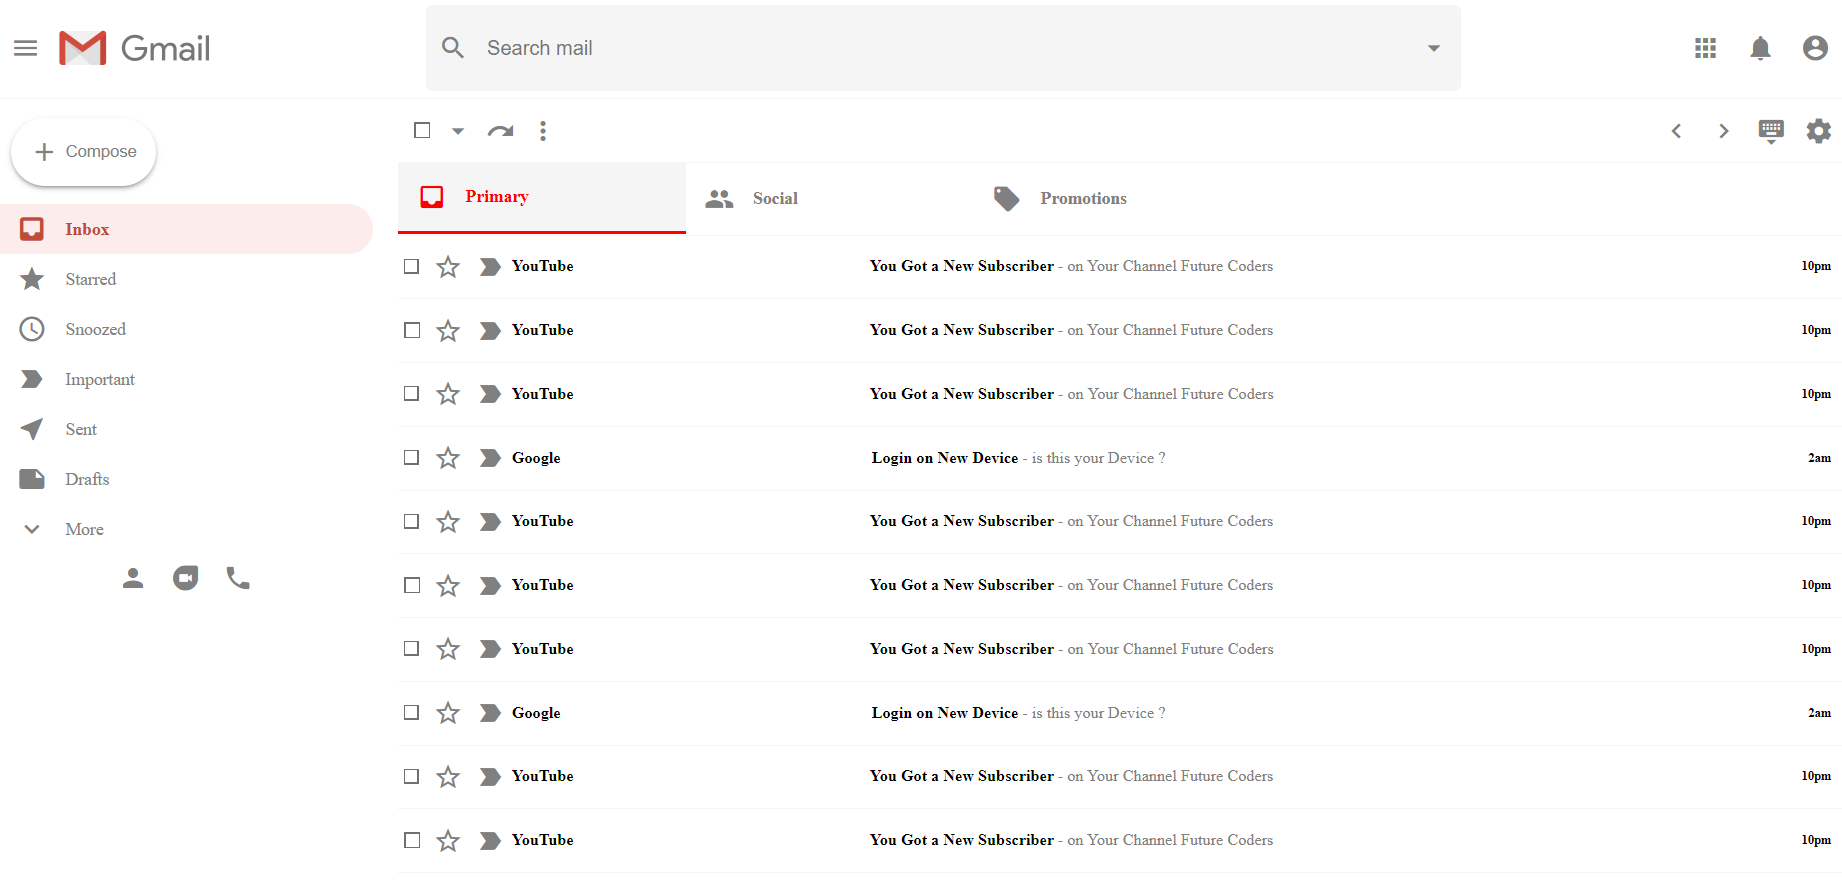 Gmail
Search mail
Compose
Inbox
Starred
Snoozed
Important
Sent
Drafts
More
Primary Social Promotions
YouTube You Got a New Subscriber - on Your Channel Future Coders 10pm
YouTube You Got a New Subscriber - on Your Channel Future Coders 10pm
YouTube You Got a New Subscriber - on Your Channel Future Coders 10pm
Google Login on New Device - is this your Device ? 2am
YouTube You Got a New Subscriber - on Your Channel Future Coders 10pm
YouTube You Got a New Subscriber - on Your Channel Future Coders 10pm
YouTube You Got a New Subscriber - on Your Channel Future Coders 10pm
Google Login on New Device - is this your Device ? 2am
YouTube You Got a New Subscriber - on Your Channel Future Coders 10pm
YouTube You Got a New Subscriber - on Your Channel Future Coders 10pm